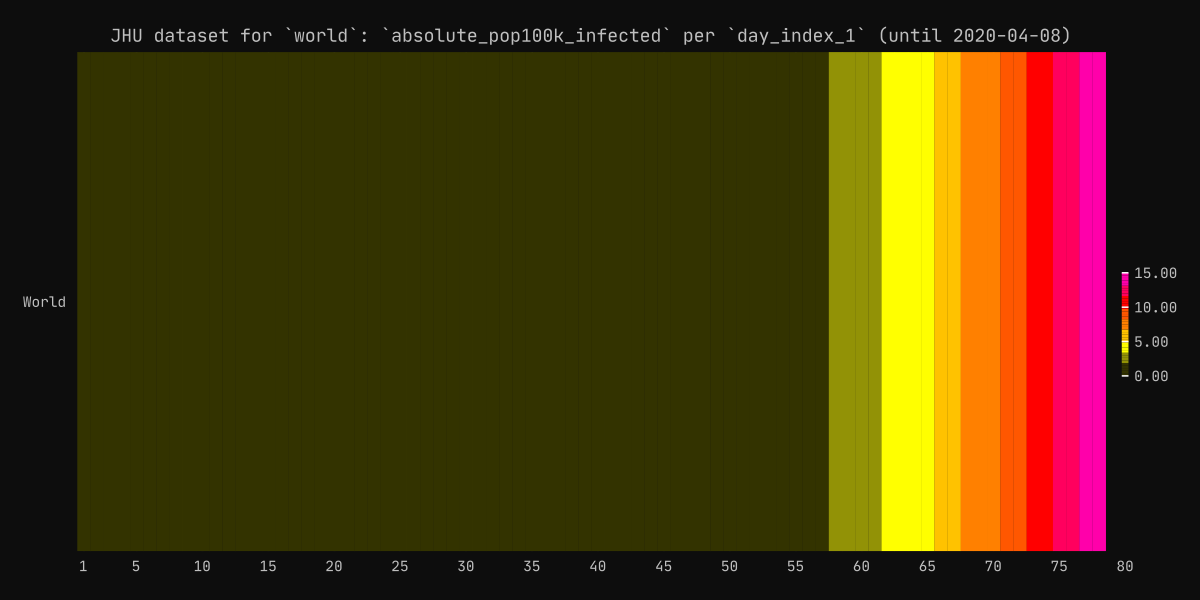 JHU dataset for `world`: `absolute_pop100k_infected` per `day_index_1` (until 2020-04-08)
World
15.00
10.00
5.00
0.00
1 5 10 15 20 25 30 35 40 45 50 55 60 65 70 75 80